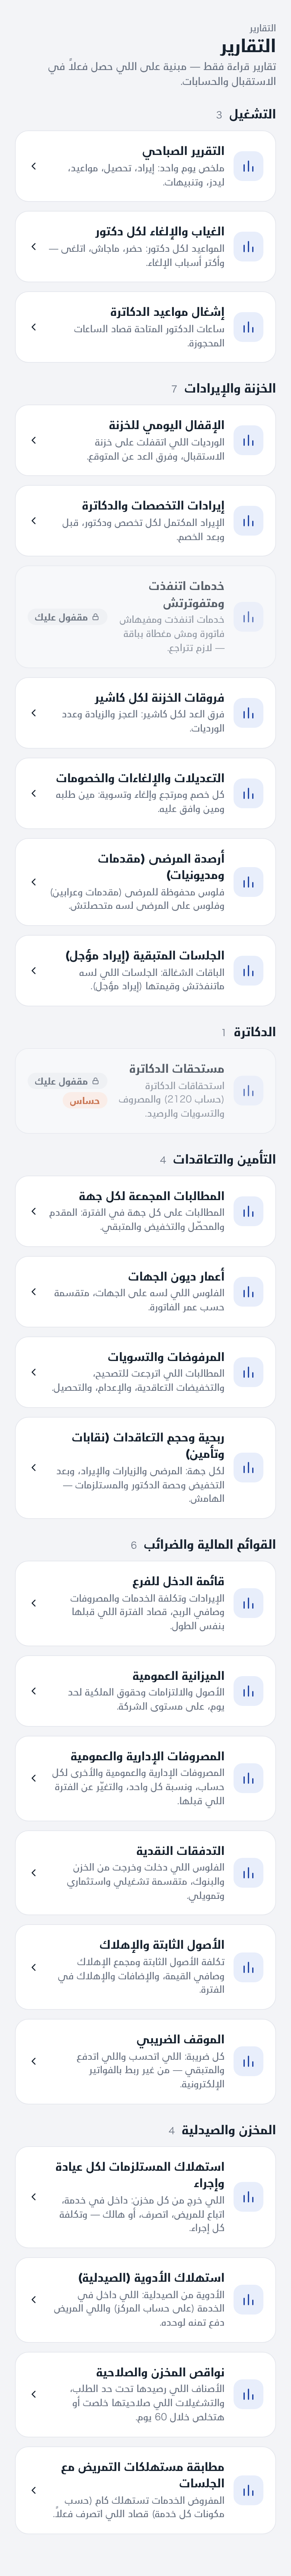 التقارير
التقارير
تقارير قراءة فقط — مبنية على اللي حصل فعلاً في
الاستقبال والحسابات.
التشغيل 3
التقرير الصباحي
ملخص يوم واحد: إيراد، تحصيل، مواعيد،
ليدز، وتنبيهات.
الغياب والإلغاء لكل دكتور
المواعيد لكل دكتور: حضر، ماجاش، اتلغى —
وأكتر أسباب الإلغاء.
إشغال مواعيد الدكاترة
ساعات الدكتور المتاحة قصاد الساعات
المحجوزة.
الخزنة والإيرادات 7
الإقفال اليومي للخزنة
الورديات اللي اتقفلت على خزنة
الاستقبال، وفرق العد عن المتوقع.
إيرادات التخصصات والدكاترة
الإيراد المكتمل لكل تخصص ودكتور، قبل
وبعد الخصم.
خدمات اتنفذت
ومتفوترتش
خدمات اتنفذت ومفيهاش
فاتورة ومش مغطاة بباقة
— لازم تتراجع.
مقفول عليك
فروقات الخزنة لكل كاشير
فرق العد لكل كاشير: العجز والزيادة وعدد
الورديات.
التعديلات والإلغاءات والخصومات
كل خصم ومرتجع وإلغاء وتسوية: مين طلبه
ومين وافق عليه.
أرصدة المرضى (مقدمات
ومديونيات)
فلوس محفوظة للمرضى (مقدمات وعرابين)
وفلوس على المرضى لسه متحصلتش.
الجلسات المتبقية (إيراد مؤجل)
الباقات الشغالة: الجلسات اللي لسه
ماتنفذتش وقيمتها (إيراد مؤجل).
الدكاترة 1
مستحقات الدكاترة
استحقاقات الدكاترة
(حساب 2120) والمصروف
والتسويات والرصيد.
مقفول عليك
حساس
التأمين والتعاقدات 4
المطالبات المجمعة لكل جهة
المطالبات على كل جهة في الفترة: المقدم
والمحصّل والتخفيض والمتبقي.
أعمار ديون الجهات
الفلوس اللي لسه على الجهات، متقسمة
حسب عمر الفاتورة.
المرفوضات والتسويات
المطالبات اللي اترجعت للتصحيح،
والتخفيضات التعاقدية، والإعدام، والتحصيل.
ربحية وحجم التعاقدات (نقابات
وتأمين)
لكل جهة: المرضى والزيارات والإيراد، وبعد
التخفيض وحصة الدكتور والمستلزمات —
الهامش.
القوائم المالية والضرائب 6
قائمة الدخل للفرع
الإيرادات وتكلفة الخدمات والمصروفات
وصافي الربح، قصاد الفترة اللي قبلها
بنفس الطول.
الميزانية العمومية
الأصول والالتزامات وحقوق الملكية لحد
يوم، على مستوى الشركة.
المصروفات الإدارية والعمومية
المصروفات الإدارية والعمومية والأخرى لكل
حساب، ونسبة كل واحد، والتغيّر عن الفترة
اللي قبلها.
التدفقات النقدية
الفلوس اللي دخلت وخرجت من الخزن
والبنوك، متقسمة تشغيلي واستثماري
وتمويلي.
الأصول الثابتة والإهلاك
تكلفة الأصول الثابتة ومجمع الإهلاك
وصافي القيمة، والإضافات والإهلاك في
الفترة.
الموقف الضريبي
كل ضريبة: اللي اتحسب واللي اتدفع
والمتبقي — من غير ربط بالفواتير
الإلكترونية.
المخزن والصيدلية 4
استهلاك المستلزمات لكل عيادة
وإجراء
اللي خرج من كل مخزن: داخل في خدمة،
اتباع للمريض، اتصرف، أو هالك — وتكلفة
كل إجراء.
استهلاك الأدوية (الصيدلية)
الأدوية من الصيدلية: اللي داخل في
الخدمة (على حساب المركز) واللي المريض
دفع تمنه لوحده.
نواقص المخزن والصلاحية
الأصناف اللي رصيدها تحت حد الطلب،
والتشغيلات اللي صلاحيتها خلصت أو
هتخلص خلال 60 يوم.
مطابقة مستهلكات التمريض مع
الجلسات
المفروض الخدمات تستهلك كام (حسب
مكونات كل خدمة) قصاد اللي اتصرف فعلاً.